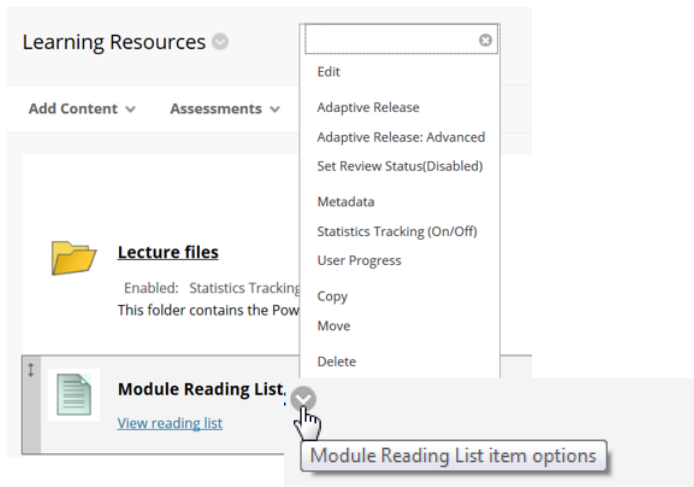 Learning Resources
Add Content
Assessments
Edit
Adaptive Release
Adaptive Release: Advanced
Set Review Status(Disabled)
Metadata
Statistics Tracking (On/Off)
User Progress
Copy
Move
Delete
Lecture files
Enabled: Statistics Tracking
This folder contains the Pow
Module Reading List
View reading list
Module Reading List item options